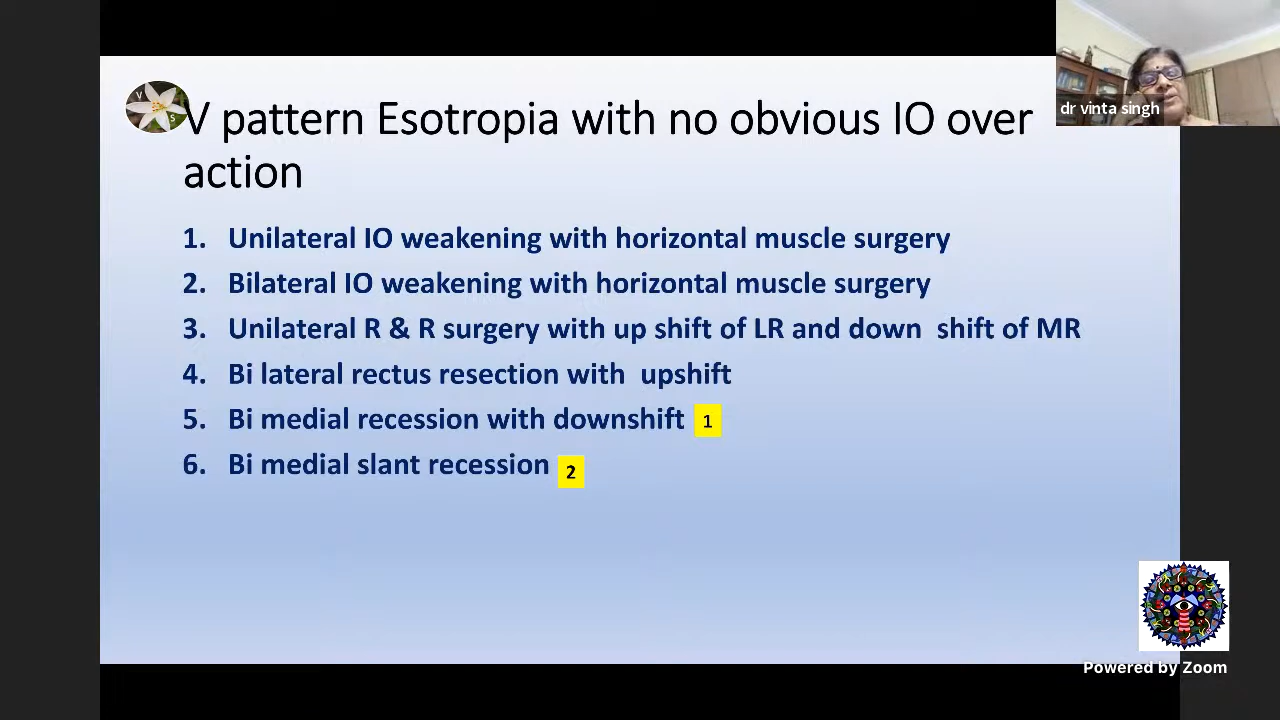 V pattern Esotropia with no obvious IO over
action
1. Unilateral IO weakening with horizontal muscle surgery
2. Bilateral IO weakening with horizontal muscle surgery
3. Unilateral R & R surgery with up shift of LR and down shift of MR
4. Bi lateral rectus resection with upshift
5. Bi medial recession with downshift 1
6. Bi medial slant recession 2
V
S
dr vinta singh
Powered by Zoom